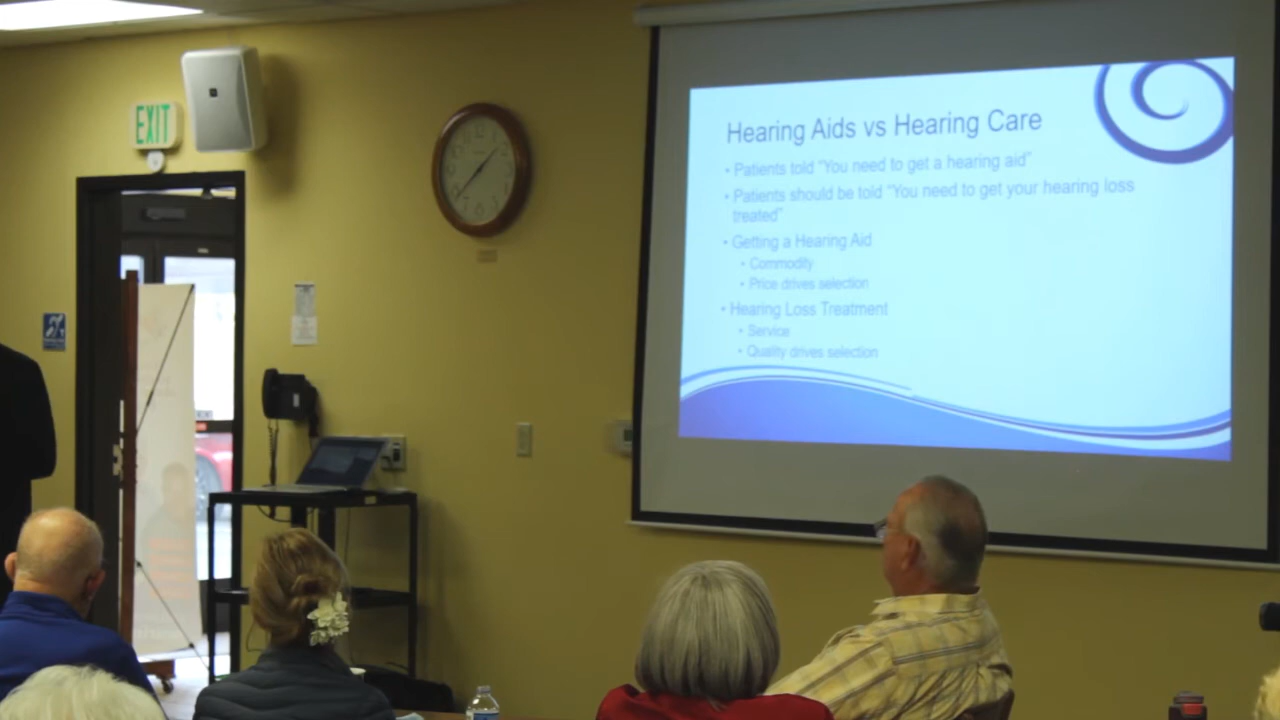 EXIT
Hearing Aids vs Hearing Care
• Patients told “You need to get a hearing aid”
• Patients should be told “You need to get your hearing loss
treated”
• Getting a Hearing Aid
• Commodity
• Price drives selection
• Hearing Loss Treatment
• Service
• Quality drives selection